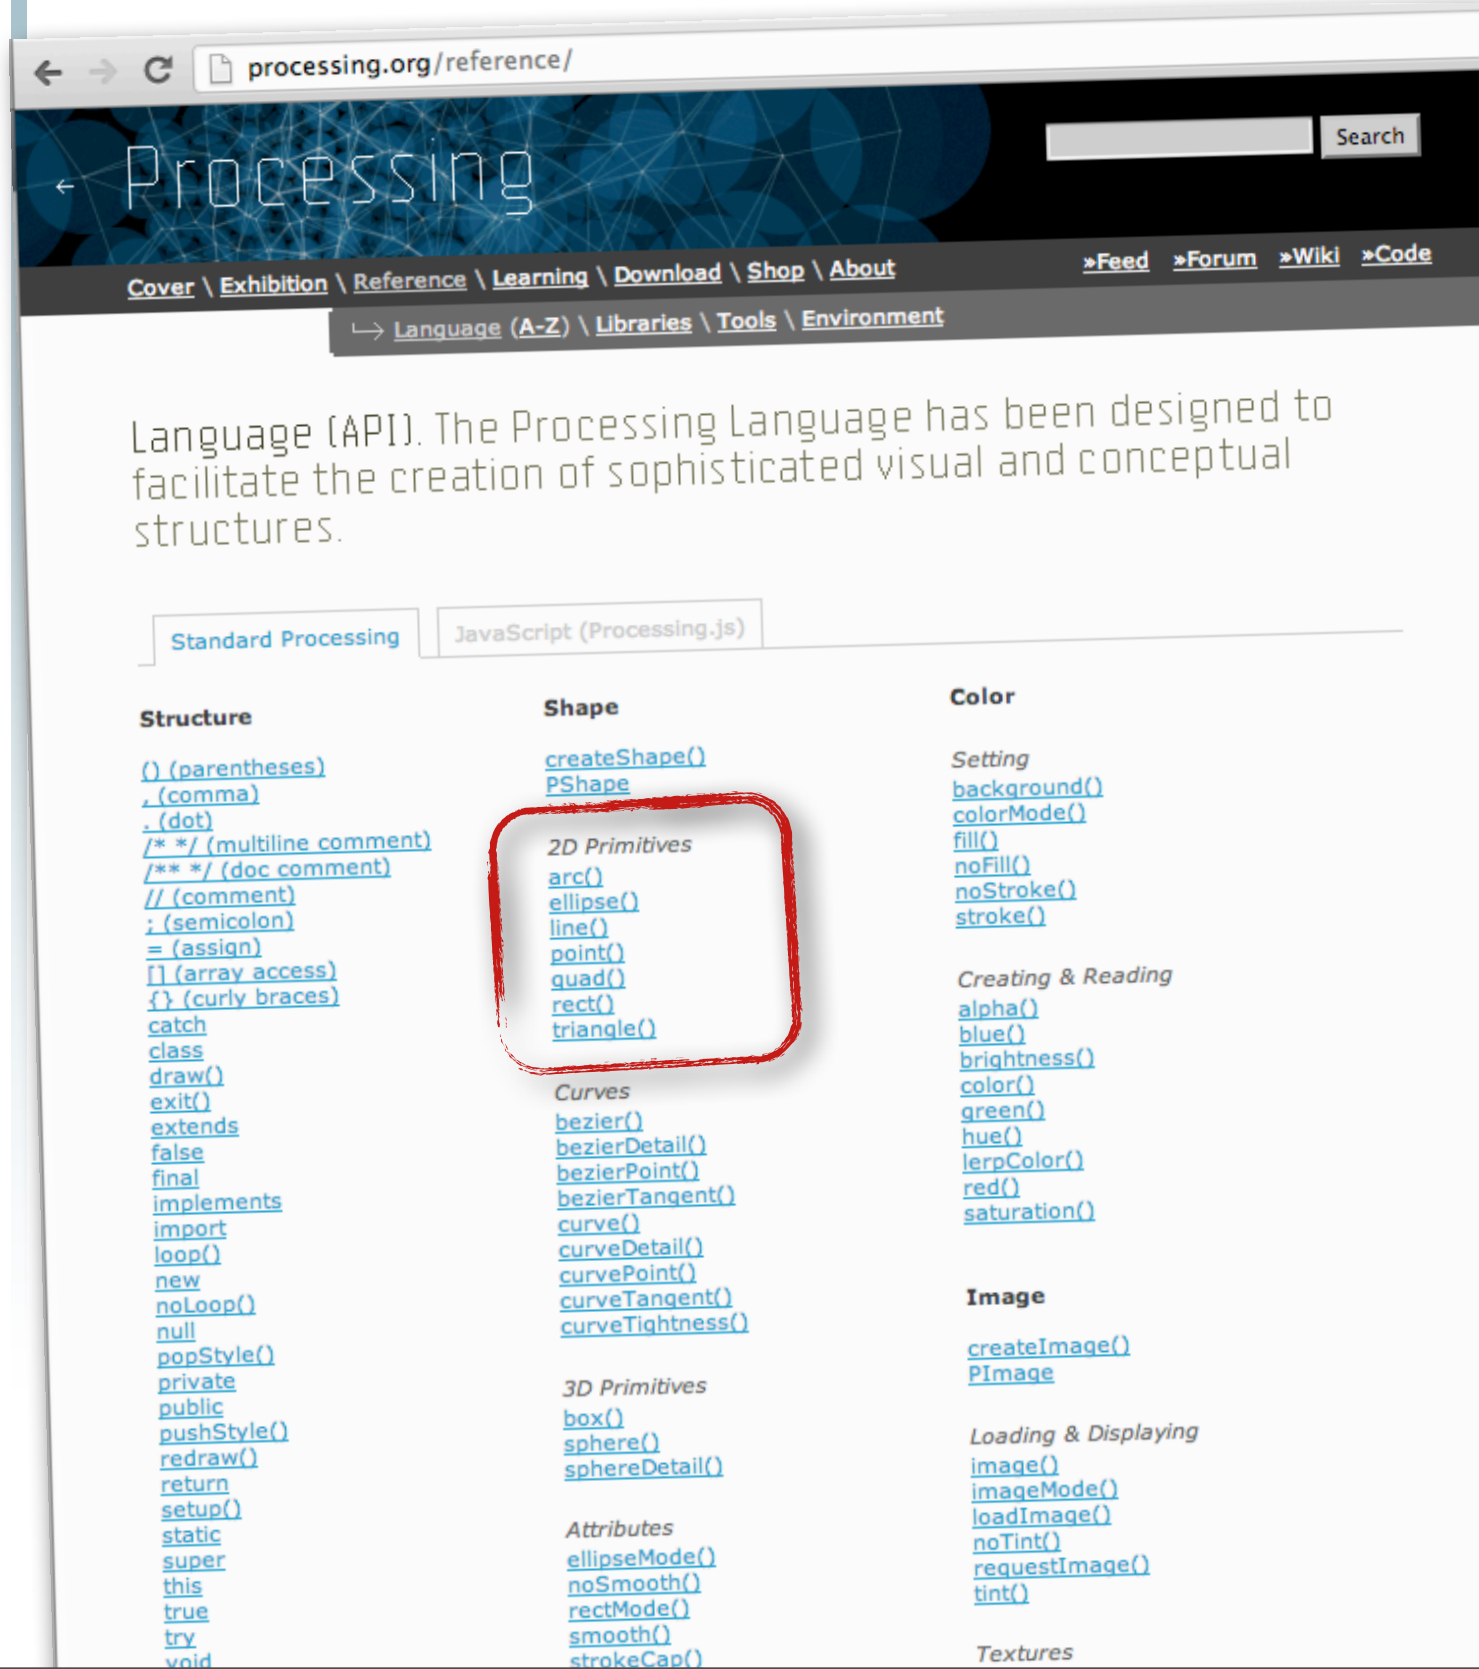 processing.org/reference/
Processing
Search
Cover \ Exhibition \ Reference \ Learning \ Download \ Shop \ About
»Feed »Forum »Wiki »Code
Language (A-Z) \ Libraries \ Tools \ Environment
Language (API). The Processing Language has been designed to
facilitate the creation of sophisticated visual and conceptual
structures.
Standard Processing
JavaScript (Processing.js)
Structure
() (parentheses)
, (comma)
. (dot)
/* */ (multiline comment)
/** */ (doc comment)
// (comment)
; (semicolon)
= (assign)
[] (array access)
{} (curly braces)
catch
class
draw()
exit()
extends
false
final
implements
import
loop()
new
noLoop()
null
popStyle()
private
public
pushStyle()
redraw()
return
setup()
static
super
this
true
try
void
Shape
createShape()
PShape
2D Primitives
arc()
ellipse()
line()
point()
quad()
rect()
triangle()
Curves
bezier()
bezierDetail()
bezierPoint()
bezierTangent()
curve()
curveDetail()
curvePoint()
curveTangent()
curveTightness()
3D Primitives
box()
sphere()
sphereDetail()
Attributes
ellipseMode()
noSmooth()
rectMode()
smooth()
strokeCap()
Color
Setting
background()
colorMode()
fill()
noFill()
noStroke()
stroke()
Creating & Reading
alpha()
blue()
brightness()
color()
green()
hue()
lerpColor()
red()
saturation()
Image
createImage()
PImage
Loading & Displaying
image()
imageMode()
loadImage()
noTint()
requestImage()
tint()
Textures